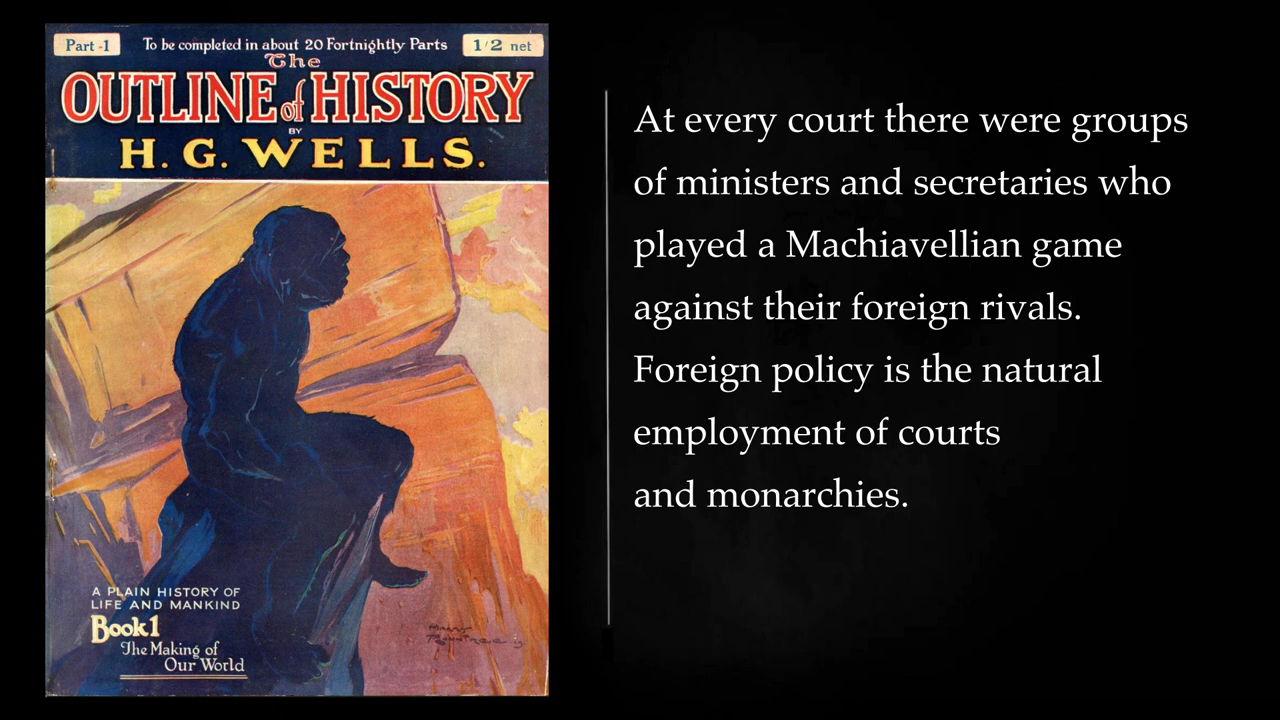 Part -1
To be completed in about 20 Fortnightly Parts
1/2 net
The
OUTLINE of HISTORY
BY
H. G. WELLS.
A PLAIN HISTORY OF
LIFE AND MANKIND
Book 1
The Making of
Our World
At every court there were groups
of ministers and secretaries who
played a Machiavellian game
against their foreign rivals.
Foreign policy is the natural
employment of courts
and monarchies.